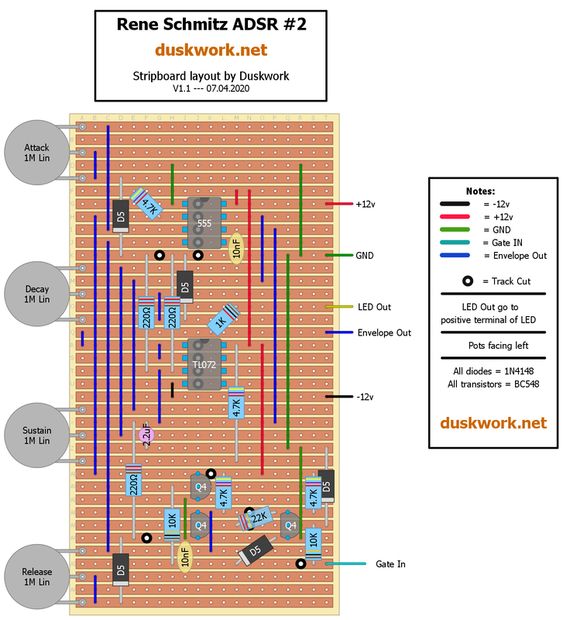 Rene Schmitz ADSR #2
duskwork.net
Stripboard layout by Duskwork
V1.1 --- 07.04.2020
Attack
1M Lin
D5
4.7K
555
10nF
+12v
GND
Decay
1M Lin
D5
220Ω
220Ω
1K
LED Out
Envelope Out
TL072
4.7K
-12v
Sustain
1M Lin
2.2uF
220Ω
Q4
4.7K
4.7K
D5
10K
Q4
22K
Q4
10K
10nF
D5
D5
Gate In
Release
1M Lin
Notes:
= -12v
= +12v
= GND
= Gate IN
= Envelope Out
= Track Cut
LED Out go to
positive terminal of LED
Pots facing left
All diodes = 1N4148
All transistors = BC548
duskwork.net